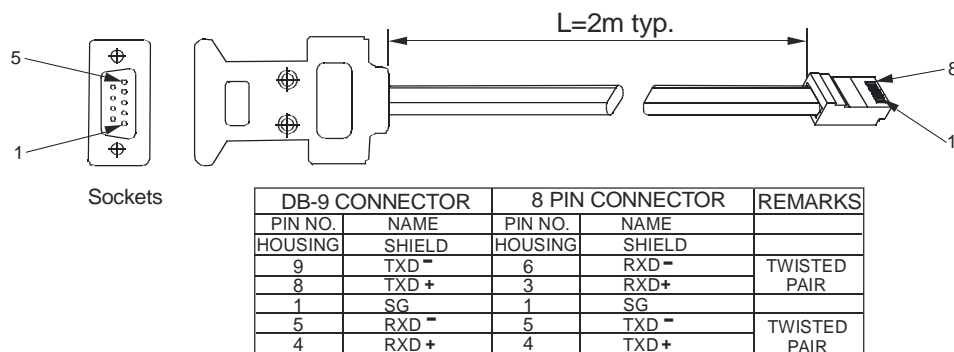 L=2m typ.
5
1
8
1
Sockets
DB-9 CONNECTOR 8 PIN CONNECTOR REMARKS
PIN NO. NAME PIN NO. NAME
HOUSING SHIELD HOUSING SHIELD
9 TXD- 6 RXD- TWISTED
8 TXD+ 3 RXD+ PAIR
1 SG 1 SG
5 RXD- 5 TXD- TWISTED
4 RXD+ 4 TXD+ PAIR